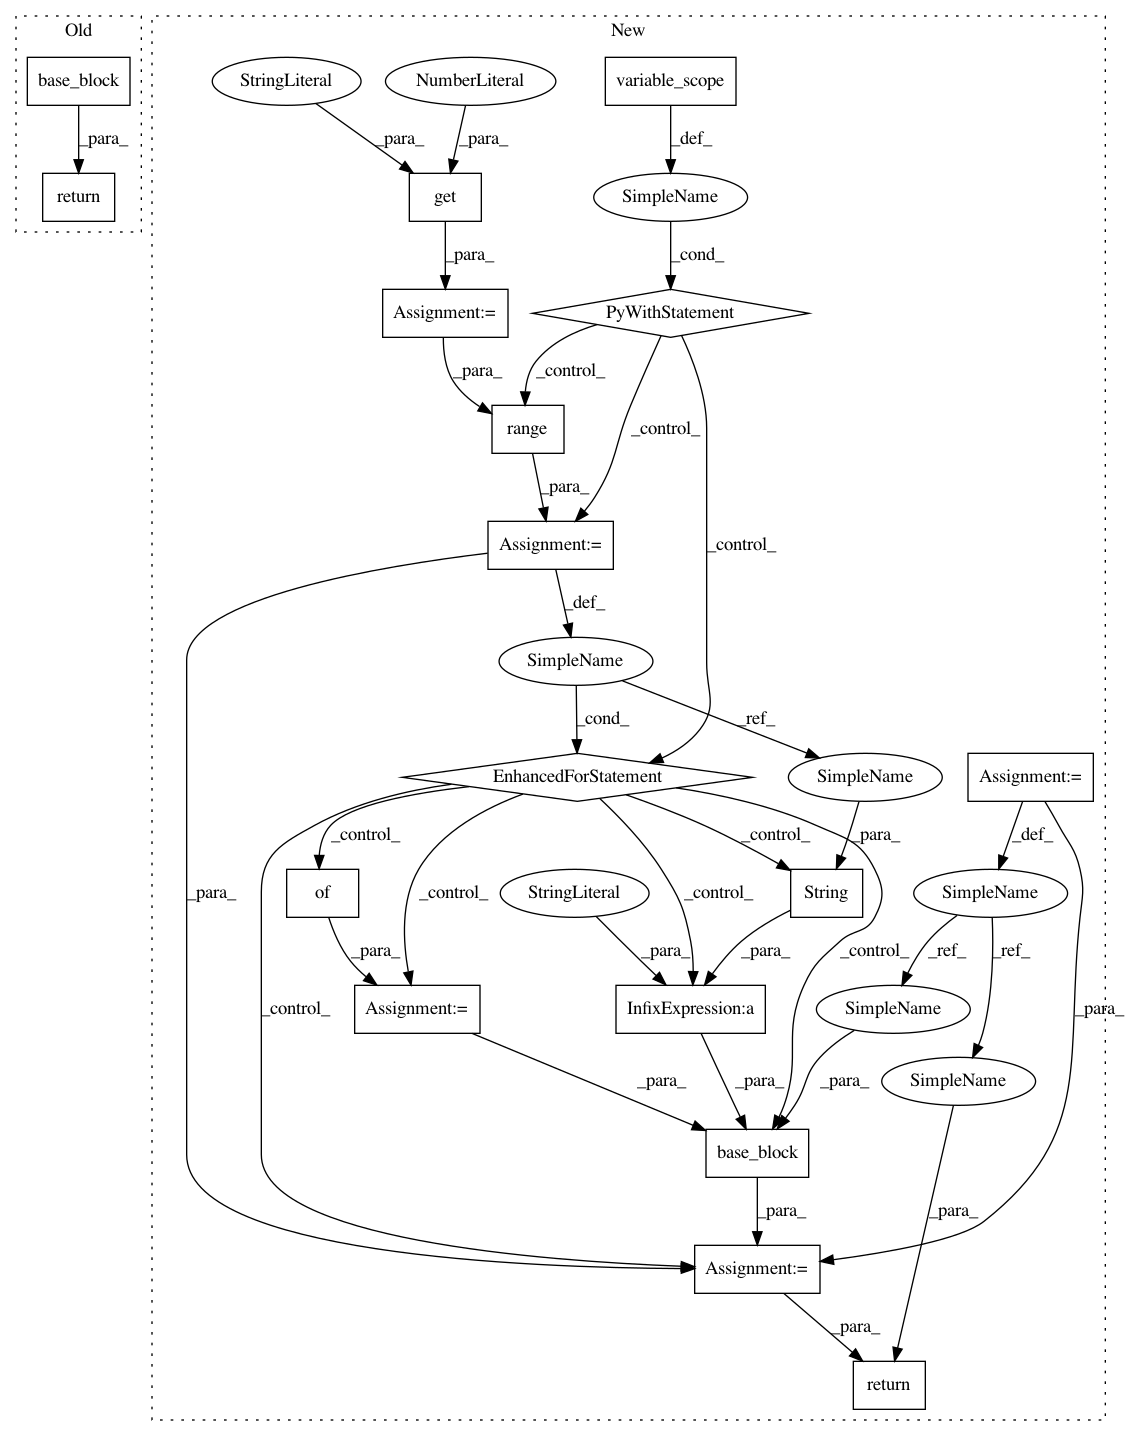 Old
New
base_block
StringLiteral
NumberLiteral
variable_scope
_para_
_para_
_para_
_def_
return
get
SimpleName
_para_
_cond_
Assignment:=
PyWithStatement
_para_
_control_
range
_control_
_para_
Assignment:=
_control_
_def_
SimpleName
_cond_
_ref_
EnhancedForStatement
SimpleName
Assignment:=
_control_
_control_
_para_
_def_
_para_
of
_control_
StringLiteral
_control_
String
SimpleName
_para_
_para_
_para_
_control_
_ref_
_ref_
_control_
Assignment:=
InfixExpression:a
SimpleName
_para_
_para_
_para_
_para_
SimpleName
base_block
_para_
_para_
Assignment:=
_para_
return